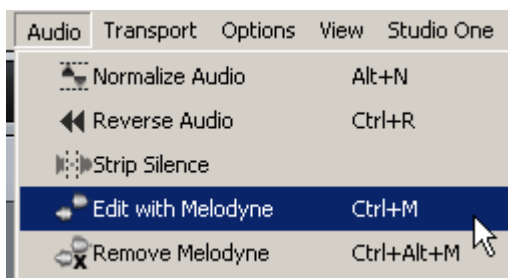 Audio Transport Options View Studio One
Normalize Audio Alt+N
Reverse Audio Ctrl+R
Strip Silence
Edit with Melodyne Ctrl+M
Remove Melodyne Ctrl+Alt+M